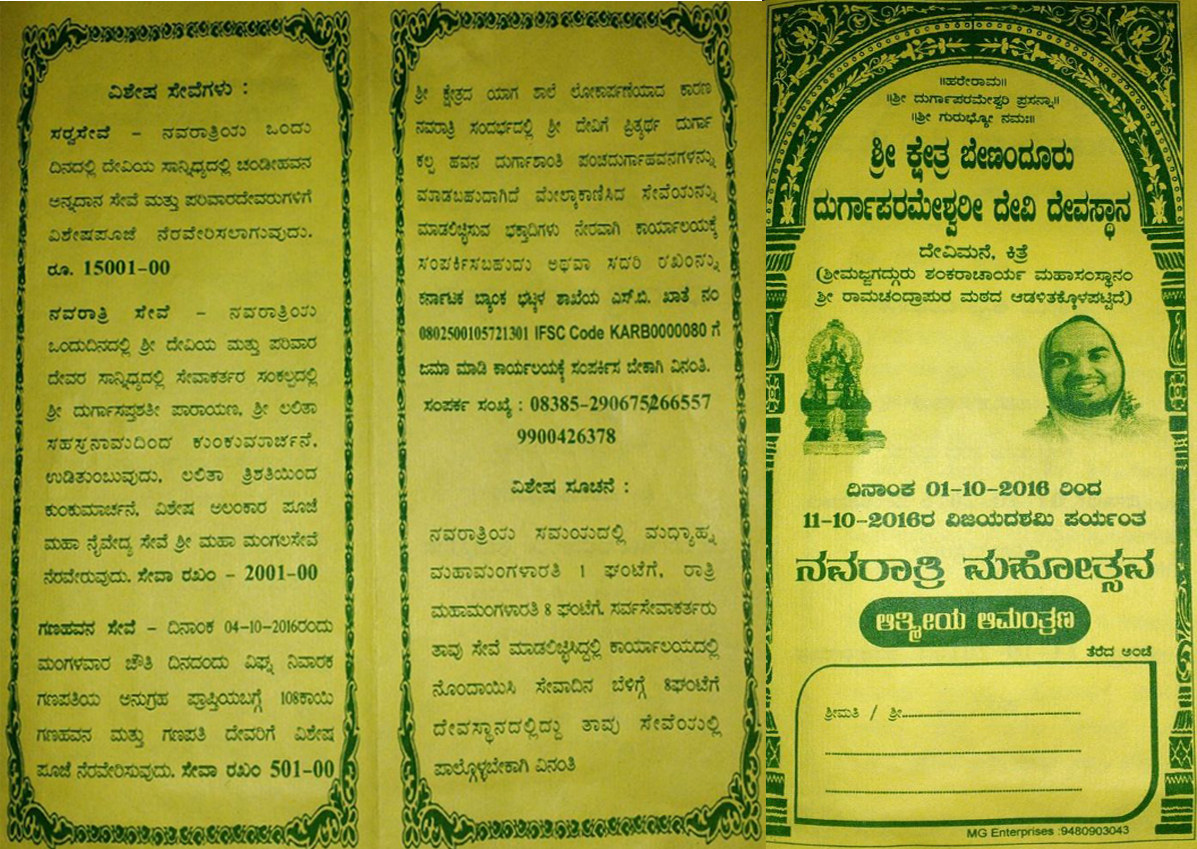 ವಿಶೇಷ ಸೇವೆಗಳು :
ಸರ್ವಸೇವೆ – ನವರಾತ್ರಿಯ ಒಂದು
ದಿನದಲ್ಲಿ ದೇವಿಯ ಸಾನ್ನಿಧ್ಯದಲ್ಲಿ ಚಂಡೀಹವನ
ಅನ್ನದಾನ ಸೇವೆ ಮತ್ತು ಪರಿವಾರದೇವರುಗಳಿಗೆ
ವಿಶೇಷಪೂಜೆ ನೆರವೇರಿಸಲಾಗುವುದು.
ರೂ. 15001-00
ನವರಾತ್ರಿ ಸೇವೆ – ನವರಾತ್ರಿಯ
ಒಂದುದಿನದಲ್ಲಿ ಶ್ರೀ ದೇವಿಯ ಮತ್ತು ಪರಿವಾರ
ದೇವರ ಸಾನ್ನಿಧ್ಯದಲ್ಲಿ ಸೇವಾಕರ್ತರ ಸಂಕಲ್ಪದಲ್ಲಿ
ಶ್ರೀ ದುರ್ಗಾಸಪ್ತಶತೀ ಪಾರಾಯಣ, ಶ್ರೀ ಲಲಿತಾ
ಸಹಸ್ರನಾಮದಿಂದ ಕುಂಕುಮಾರ್ಚನೆ,
ಉಡಿತುಂಬುವುದು, ಲಲಿತಾ ತ್ರಿಶತಿಯಿಂದ
ಕುಂಕುಮಾರ್ಚನೆ, ವಿಶೇಷ ಅಲಂಕಾರ ಪೂಜೆ
ಮಹಾ ನೈವೇದ್ಯ ಸೇವೆ ಶ್ರೀ ಮಹಾ ಮಂಗಲಸೇವೆ
ನೆರವೇರುವುದು. ಸೇವಾ ರಖಂ – 2001-00
ಗಣಹವನ ಸೇವೆ – ದಿನಾಂಕ 04-10-2016ರಂದು
ಮಂಗಳವಾರ ಚೌತಿ ದಿನದಂದು ವಿಘ್ನ ನಿವಾರಕ
ಗಣಪತಿಯ ಅನುಗ್ರಹ ಪ್ರಾಪ್ತಿಯಬಗ್ಗೆ 108ಕಾಯಿ
ಗಣಹವನ ಮತ್ತು ಗಣಪತಿ ದೇವರಿಗೆ ವಿಶೇಷ
ಪೂಜೆ ನೆರವೇರಿಸುವುದು. ಸೇವಾ ರಖಂ 501-00
ಶ್ರೀ ಕ್ಷೇತ್ರದ ಯಾಗ ಶಾಲೆ ಲೋಕಾರ್ಪಣೆಯಾದ ಕಾರಣ
ನವರಾತ್ರಿ ಸಂದರ್ಭದಲ್ಲಿ ಶ್ರೀ ದೇವಿಗೆ ಪ್ರಿತ್ಯರ್ಥ ದುರ್ಗಾ
ಕಲ್ಪ ಹವನ ದುರ್ಗಾಶಾಂತಿ ಪಂಚದುರ್ಗಾಹವನಗಳನ್ನು
ಮಾಡಬಹುದಾಗಿದೆ ಮೇಲ್ಕಾಣಿಸಿದ ಸೇವೆಯನ್ನು
ಮಾಡಲಿಚ್ಛಿಸುವ ಭಕ್ತಾದಿಗಳು ನೇರವಾಗಿ ಕಾರ್ಯಾಲಯಕ್ಕೆ
ಸಂಪರ್ಕಿಸಬಹುದು ಅಥವಾ ಸದರಿ ರಖಂನ್ನು
ಕರ್ನಾಟಕ ಬ್ಯಾಂಕ ಭಟ್ಕಳ ಶಾಖೆಯ ಎಸ್.ಬಿ. ಖಾತೆ ನಂ
0802500105721301 IFSC Code KARB0000080 ಗೆ
ಜಮಾ ಮಾಡಿ ಕಾರ್ಯಲಯಕ್ಕೆ ಸಂಪರ್ಕಿಸ ಬೇಕಾಗಿ ವಿನಂತಿ.
ಸಂಪರ್ಕ ಸಂಖ್ಯೆ : 08385-290675,266557
9900426378
ವಿಶೇಷ ಸೂಚನೆ :
ನವರಾತ್ರಿಯ ಸಮಯದಲ್ಲಿ ಮಧ್ಯಾಹ್ನ
ಮಹಾಮಂಗಳಾರತಿ 1 ಘಂಟೆಗೆ, ರಾತ್ರಿ
ಮಹಾಮಂಗಳಾರತಿ 8 ಘಂಟೆಗೆ. ಸರ್ವಸೇವಾಕರ್ತರು
ತಾವು ಸೇವೆ ಮಾಡಲಿಚ್ಛಿಸಿದ್ದಲ್ಲಿ ಕಾರ್ಯಾಲಯದಲ್ಲಿ
ನೊಂದಾಯಿಸಿ ಸೇವಾದಿನ ಬೆಳಿಗ್ಗೆ 8ಘಂಟೆಗೆ
ದೇವಸ್ಥಾನದಲ್ಲಿದ್ದು ತಾವು ಸೇವೆಯಲ್ಲಿ
ಪಾಲ್ಗೊಳ್ಳಬೇಕಾಗಿ ವಿನಂತಿ
॥ಹರೇರಾಮ॥
॥ಶ್ರೀ ದುರ್ಗಾಪರಮೇಶ್ವರಿ ಪ್ರಸನ್ನಾ॥
॥ಶ್ರೀ ಗುರುಭ್ಯೋ ನಮಃ॥
ಶ್ರೀ ಕ್ಷೇತ್ರ ಬೇಣಂದೂರು
ದುರ್ಗಾಪರಮೇಶ್ವರೀ ದೇವಿ ದೇವಸ್ಥಾನ
ದೇವಿಮನೆ, ಕಿತ್ರೆ
(ಶ್ರೀಮಜ್ಜಗದ್ಗುರು ಶಂಕರಾಚಾರ್ಯ ಮಹಾಸಂಸ್ಥಾನಂ
ಶ್ರೀ ರಾಮಚಂದ್ರಾಪುರ ಮಠದ ಆಡಳಿತಕ್ಕೊಳಪಟ್ಟಿದೆ)
ದಿನಾಂಕ 01-10-2016 ರಿಂದ
11-10-2016ರ ವಿಜಯದಶಮಿ ಪರ್ಯಂತ
ನವರಾತ್ರಿ ಮಹೋತ್ಸವ
ಆತ್ಮೀಯ ಆಮಂತ್ರಣ
ತೆರೆದ ಅಂಚೆ
ಶ್ರೀಮತಿ / ಶ್ರೀ
MG Enterprises :9480903043